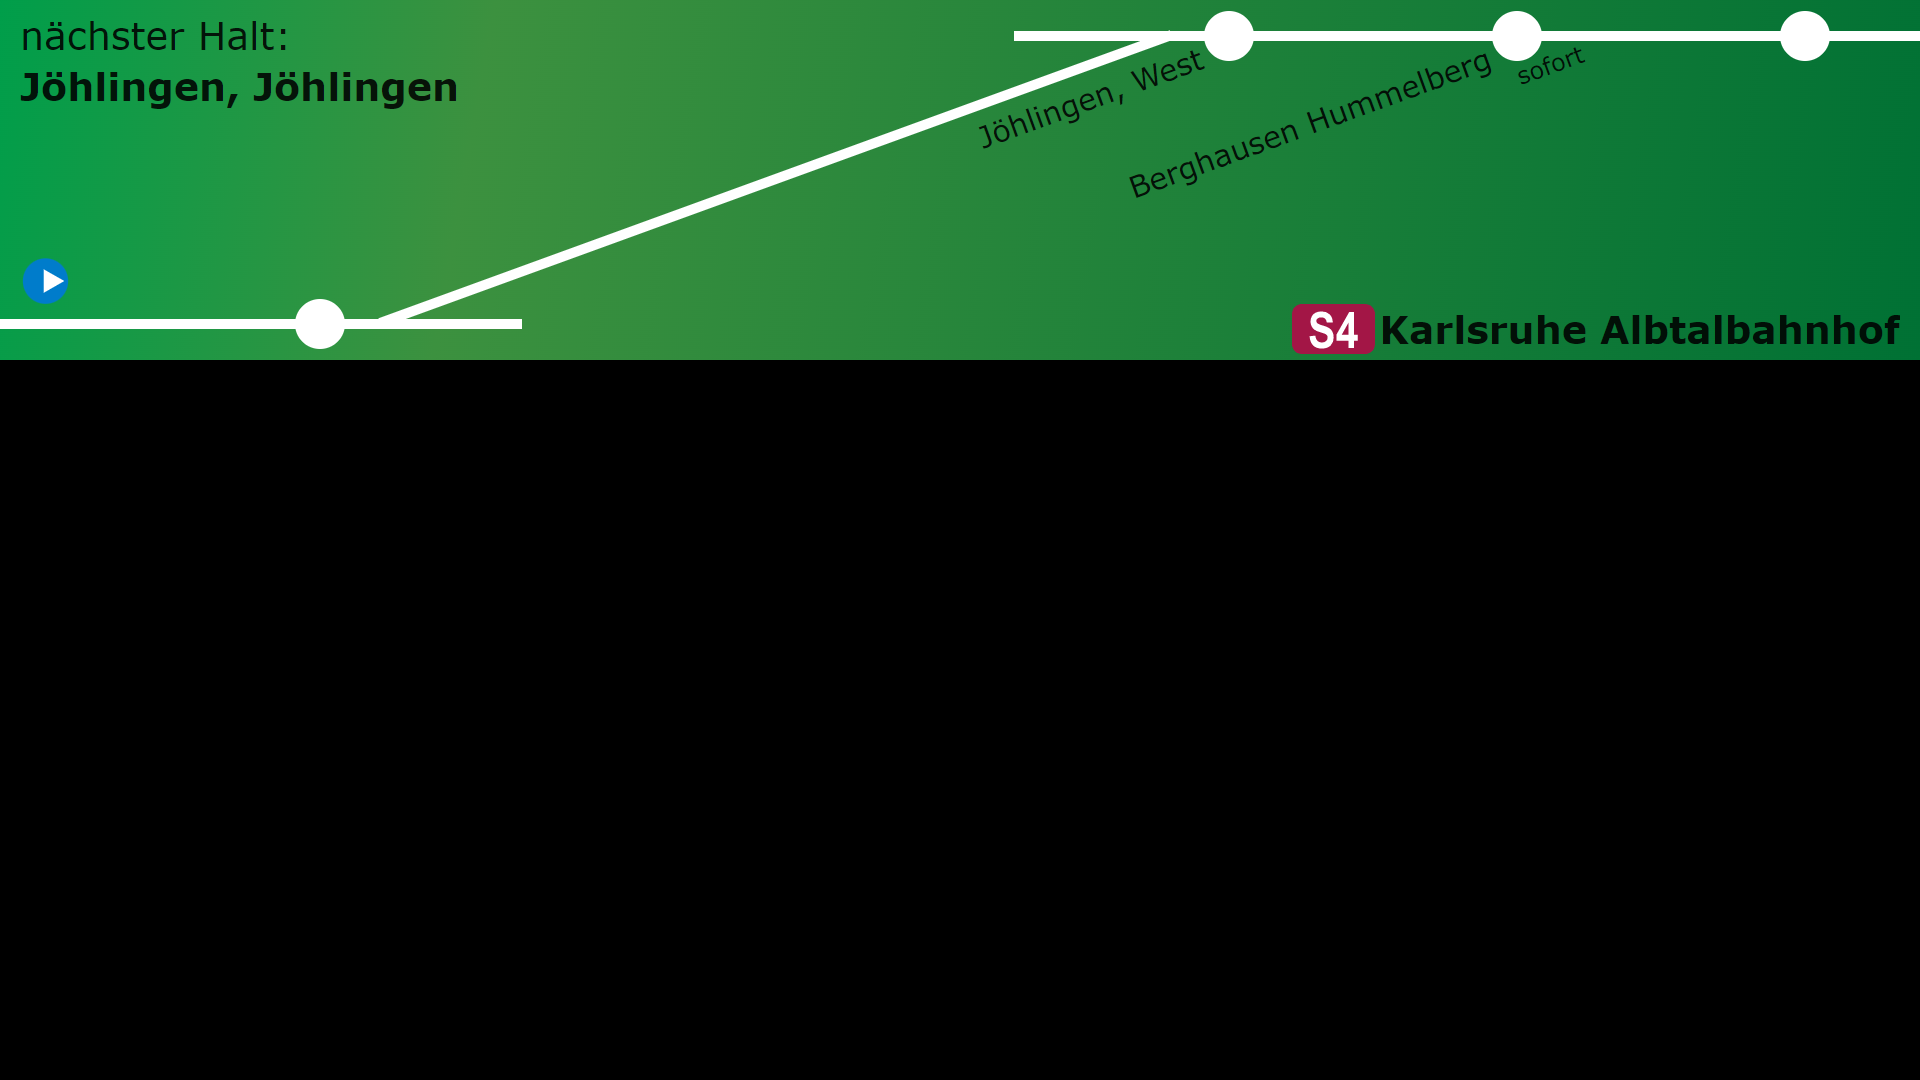 nächster Halt:
Jöhlingen, Jöhlingen
Jöhlingen, West
Berghausen Hummelberg
sofort
S4 Karlsruhe Albtalbahnhof